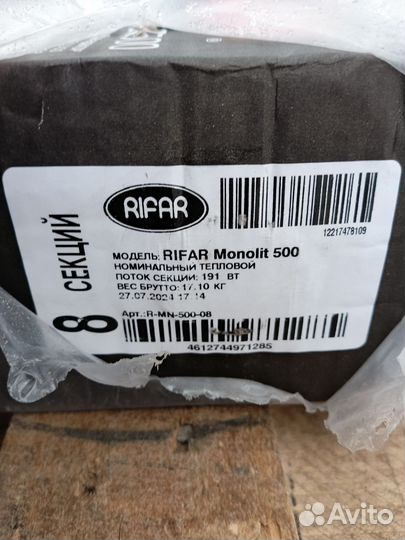 RIFAR
12217478109
МОДЕЛЬ: RIFAR Monolit 500
НОМИНАЛЬНЫЙ ТЕПЛОВОЙ
ПОТОК СЕКЦИИ: 191 ВТ
ВЕС БРУТТО: 17.10 КГ
27.07.2024 17:14
Арт.: R-MN-500-08
4612744971285
8 СЕКЦИЙ
Avito